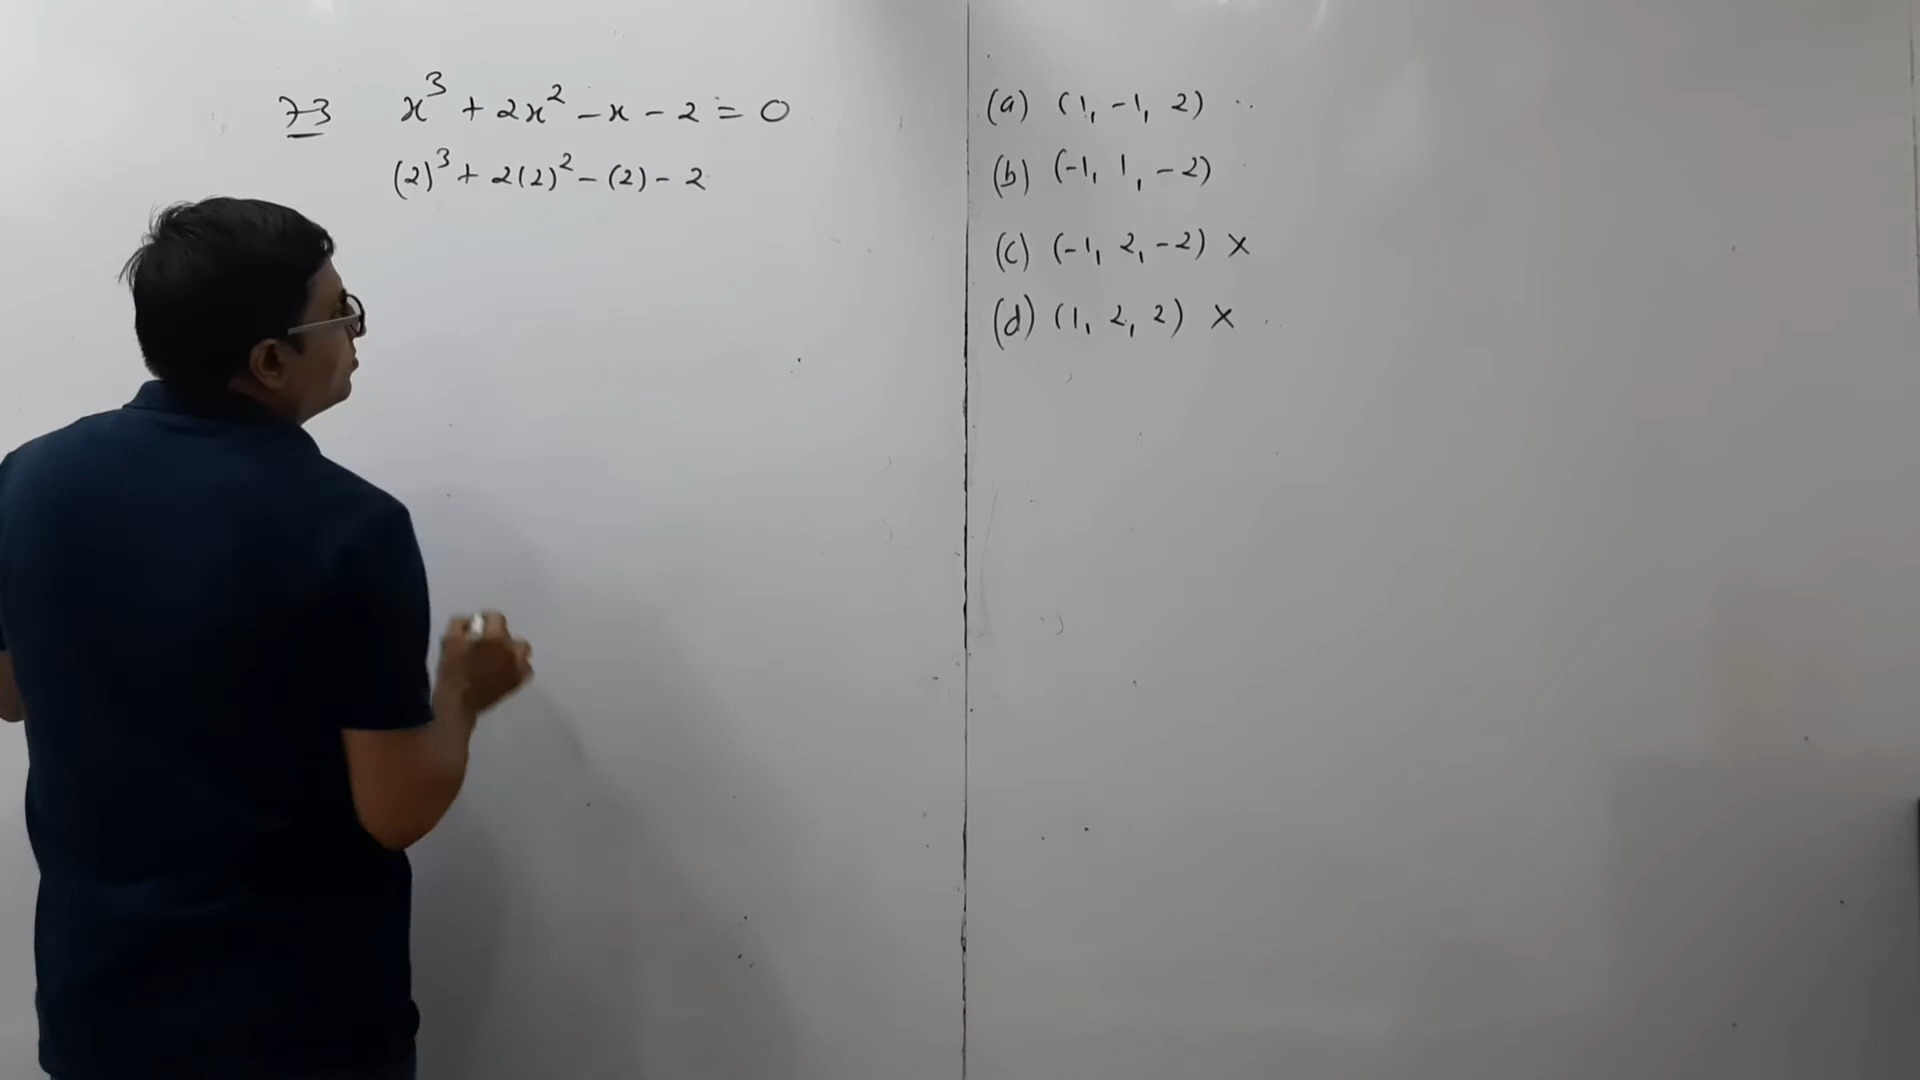 73 x³ + 2x² - x - 2 = 0
(2)³ + 2(2)² - (2) - 2
(a) (1, -1, 2)
(b) (-1, 1, -2)
(c) (-1, 2, -2) ×
(d) (1, 2, 2) ×